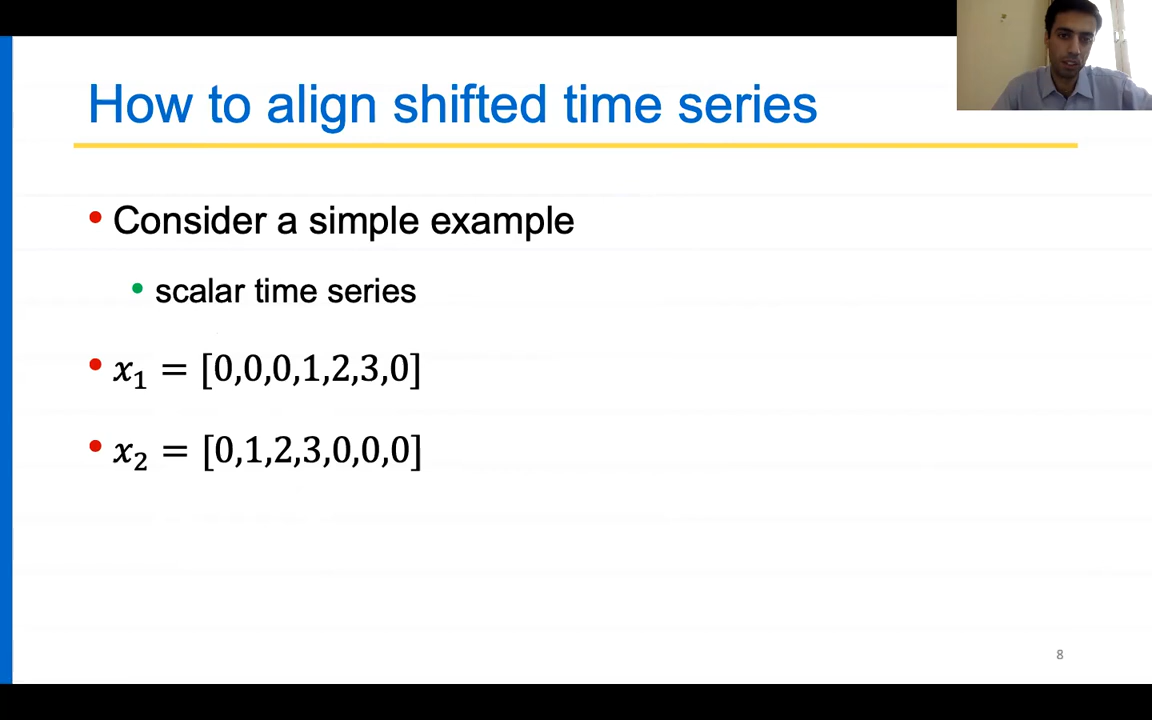 How to align shifted time series
• Consider a simple example
• scalar time series
• x₁ = [0,0,0,1,2,3,0]
• x₂ = [0,1,2,3,0,0,0]
8